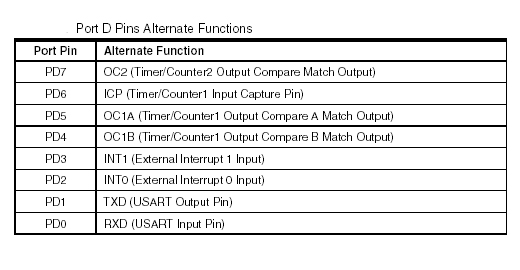 Port D Pins Alternate Functions
Port Pin Alternate Function
PD7 OC2 (Timer/Counter2 Output Compare Match Output)
PD6 ICP (Timer/Counter1 Input Capture Pin)
PD5 OC1A (Timer/Counter1 Output Compare A Match Output)
PD4 OC1B (Timer/Counter1 Output Compare B Match Output)
PD3 INT1 (External Interrupt 1 Input)
PD2 INT0 (External Interrupt 0 Input)
PD1 TXD (USART Output Pin)
PD0 RXD (USART Input Pin)